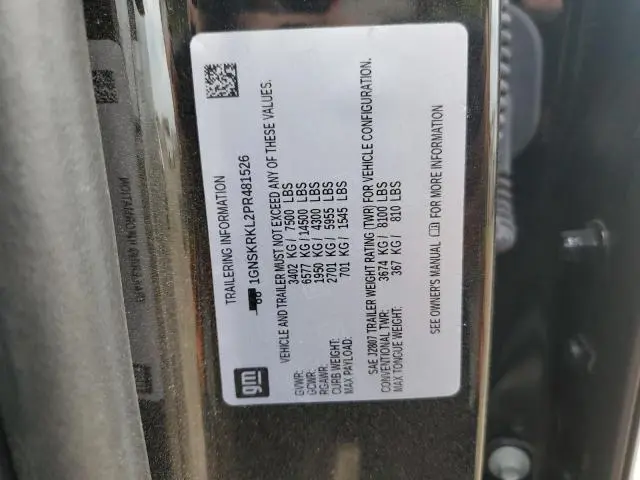 gm
TRAILERING INFORMATION
1GNSKRKL2PR481526
VEHICLE AND TRAILER MUST NOT EXCEED ANY OF THESE VALUES.
GVWR: 3402 KG / 7500 LBS
GCWR: 6577 KG / 14500 LBS
RGAWR: 1950 KG / 4300 LBS
CURB WEIGHT: 2701 KG / 5955 LBS
MAX PAYLOAD: 701 KG / 1545 LBS
SAE J2807 TRAILER WEIGHT RATING (TWR) FOR VEHICLE CONFIGURATION.
CONVENTIONAL TWR: 3674 KG / 8100 LBS
MAX TONGUE WEIGHT: 367 KG / 810 LBS
SEE OWNER'S MANUAL FOR MORE INFORMATION